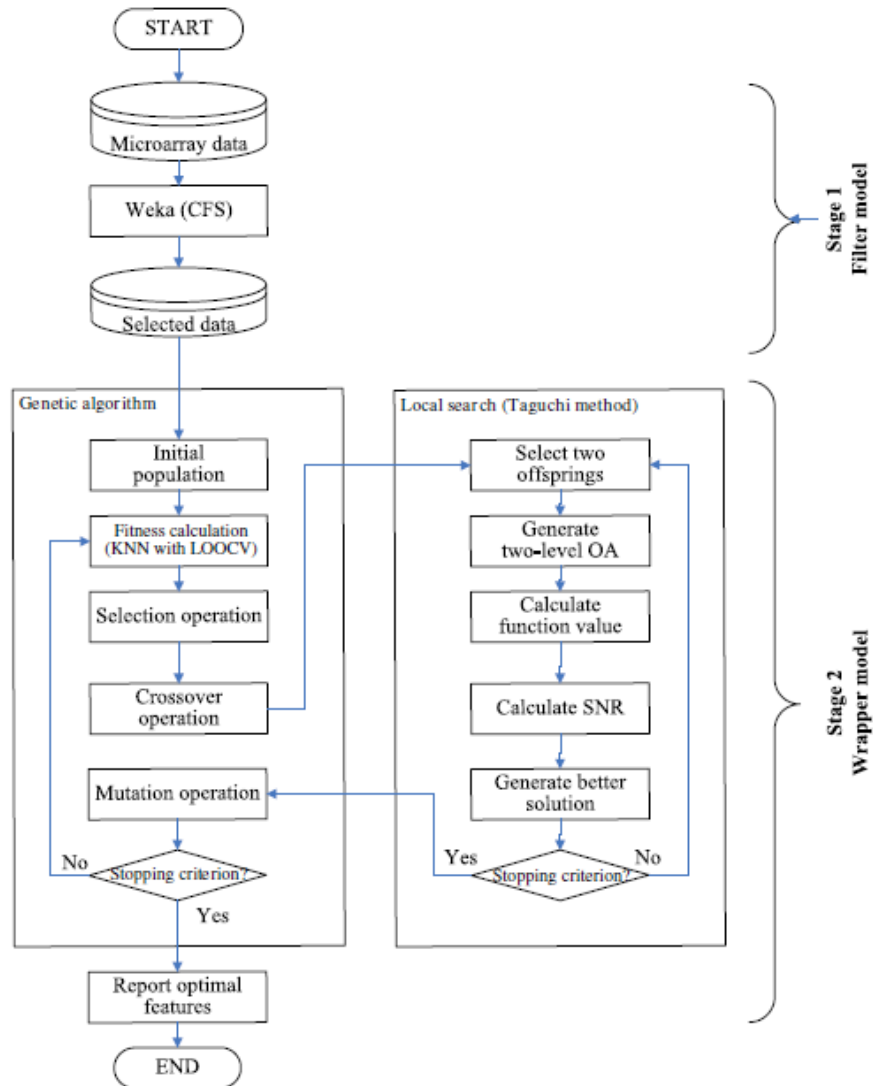 START
Microarray data
Weka (CFS)
Selected data
Stage 1
Filter model
Genetic algorithm
Initial
population
Fitness calculation
(KNN with LOOCV)
Selection operation
Crossover
operation
Mutation operation
No
Stopping criterion?
Yes
Local search (Taguchi method)
Select two
offsprings
Generate
two-level OA
Calculate
function value
Calculate SNR
Generate better
solution
Yes
No
Stopping criterion?
Stage 2
Wrapper model
Report optimal
features
END